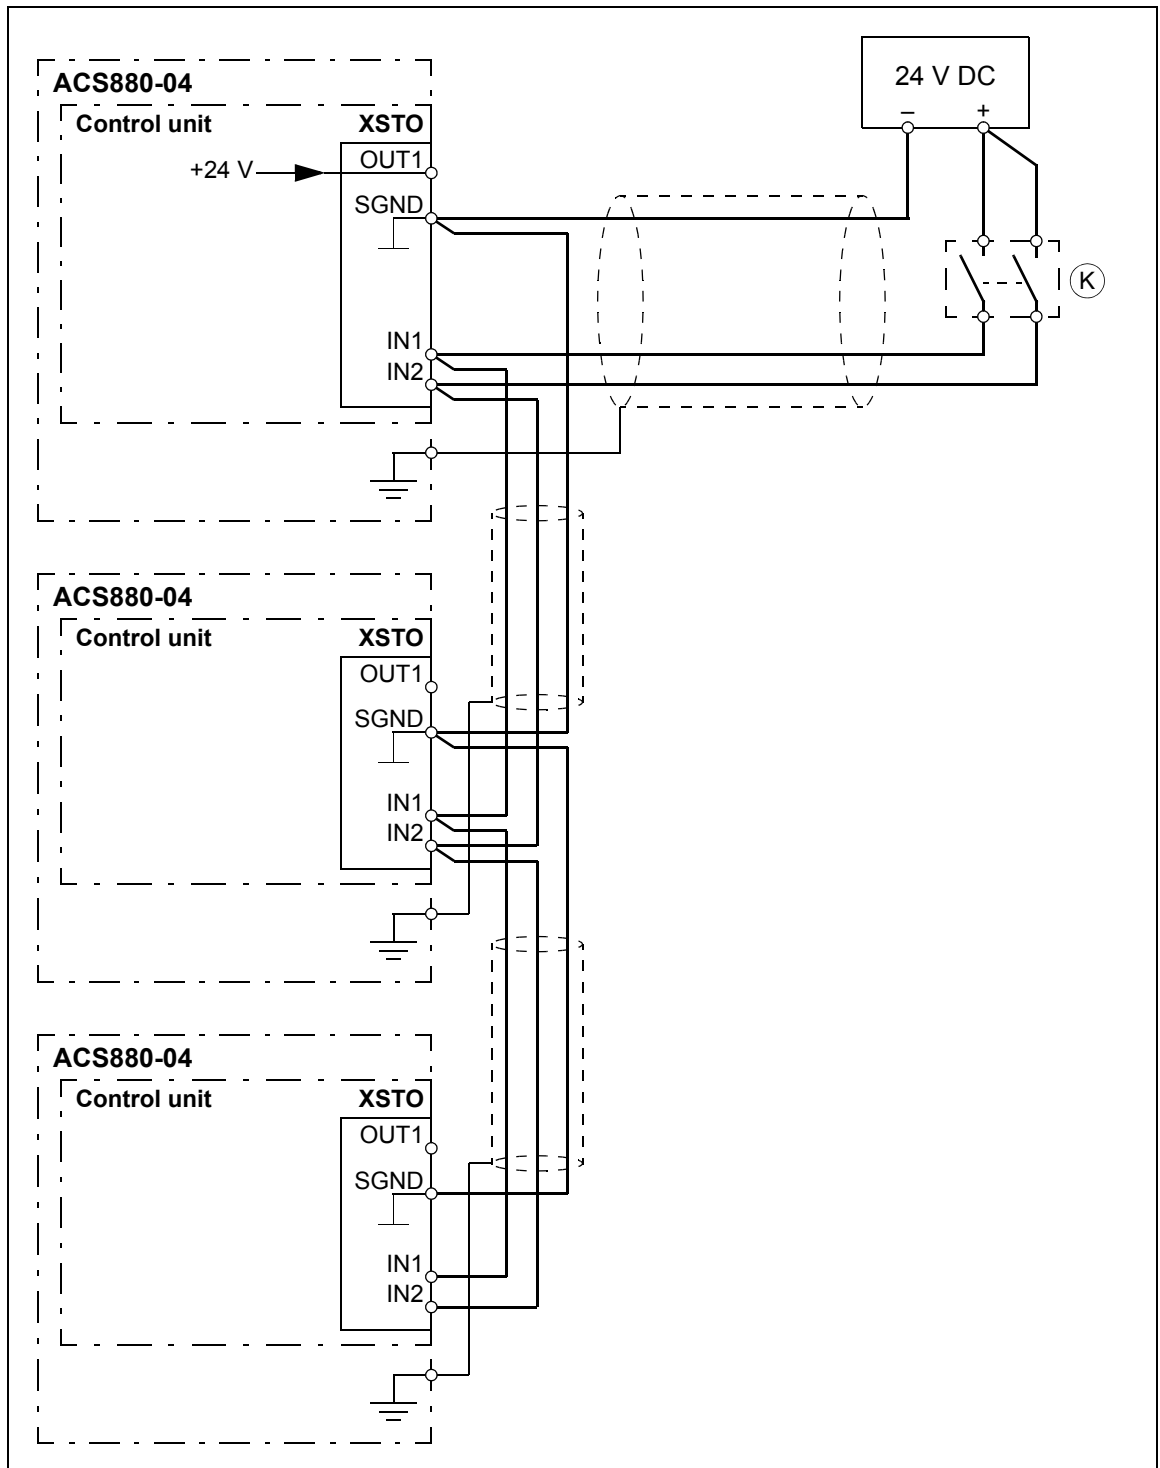 24 V DC
– +
ACS880-04
Control unit XSTO
OUT1
+24 V
SGND
K
IN1
IN2
ACS880-04
Control unit XSTO
OUT1
SGND
IN1
IN2
ACS880-04
Control unit XSTO
OUT1
SGND
IN1
IN2